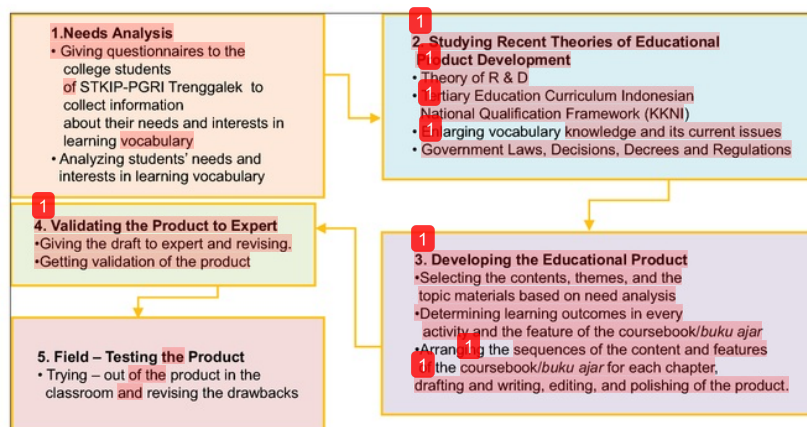 1.Needs Analysis
• Giving questionnaires to the
college students
of STKIP-PGRI Trenggalek to
collect information
about their needs and interests in
learning vocabulary
• Analyzing students' needs and
interests in learning vocabulary
1
2. Studying Recent Theories of Educational
1
Product Development
• Theory of R & D
1
• Tertiary Education Curriculum Indonesian
National Qualification Framework (KKNI)
1
• Enlarging vocabulary knowledge and its current issues
• Government Laws, Decisions, Decrees and Regulations
1
3. Developing the Educational Product
•Selecting the contents, themes, and the
topic materials based on need analysis
•Determining learning outcomes in every
activity and the feature of the coursebook/buku ajar
1
•Arranging the sequences of the content and features
1
of the coursebook/buku ajar for each chapter,
drafting and writing, editing, and polishing of the product.
1
4. Validating the Product to Expert
•Giving the draft to expert and revising.
•Getting validation of the product
5. Field – Testing the Product
• Trying – out of the product in the
classroom and revising the drawbacks